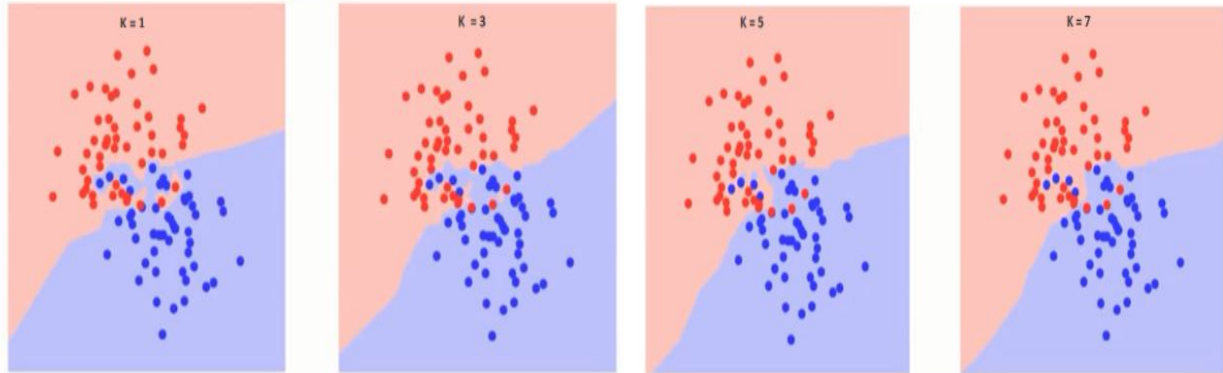 K = 1
K = 3
K = 5
K = 7